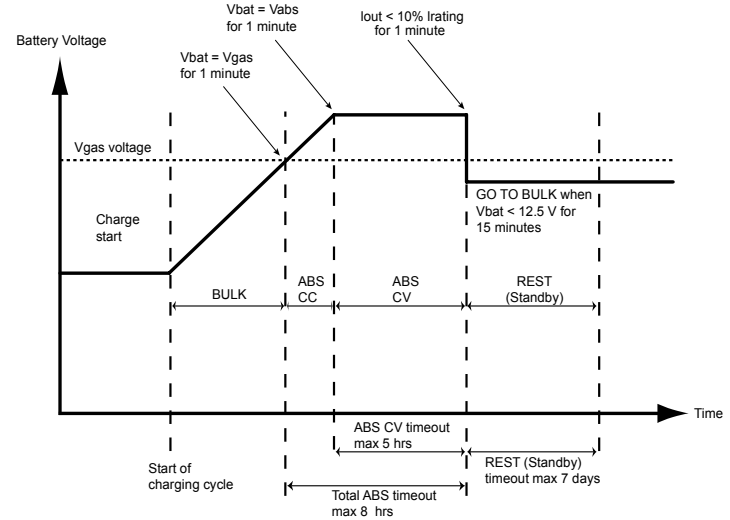 Vbat = Vabs
for 1 minute
Iout < 10% Irating
for 1 minute
Battery Voltage
Vbat = Vgas
for 1 minute
Vgas voltage
Charge
start
GO TO BULK when
Vbat < 12.5 V for
15 minutes
BULK
ABS
CC
ABS
CV
REST
(Standby)
Time
ABS CV timeout
max 5 hrs
Start of
charging cycle
REST (Standby)
timeout max 7 days
Total ABS timeout
max 8 hrs